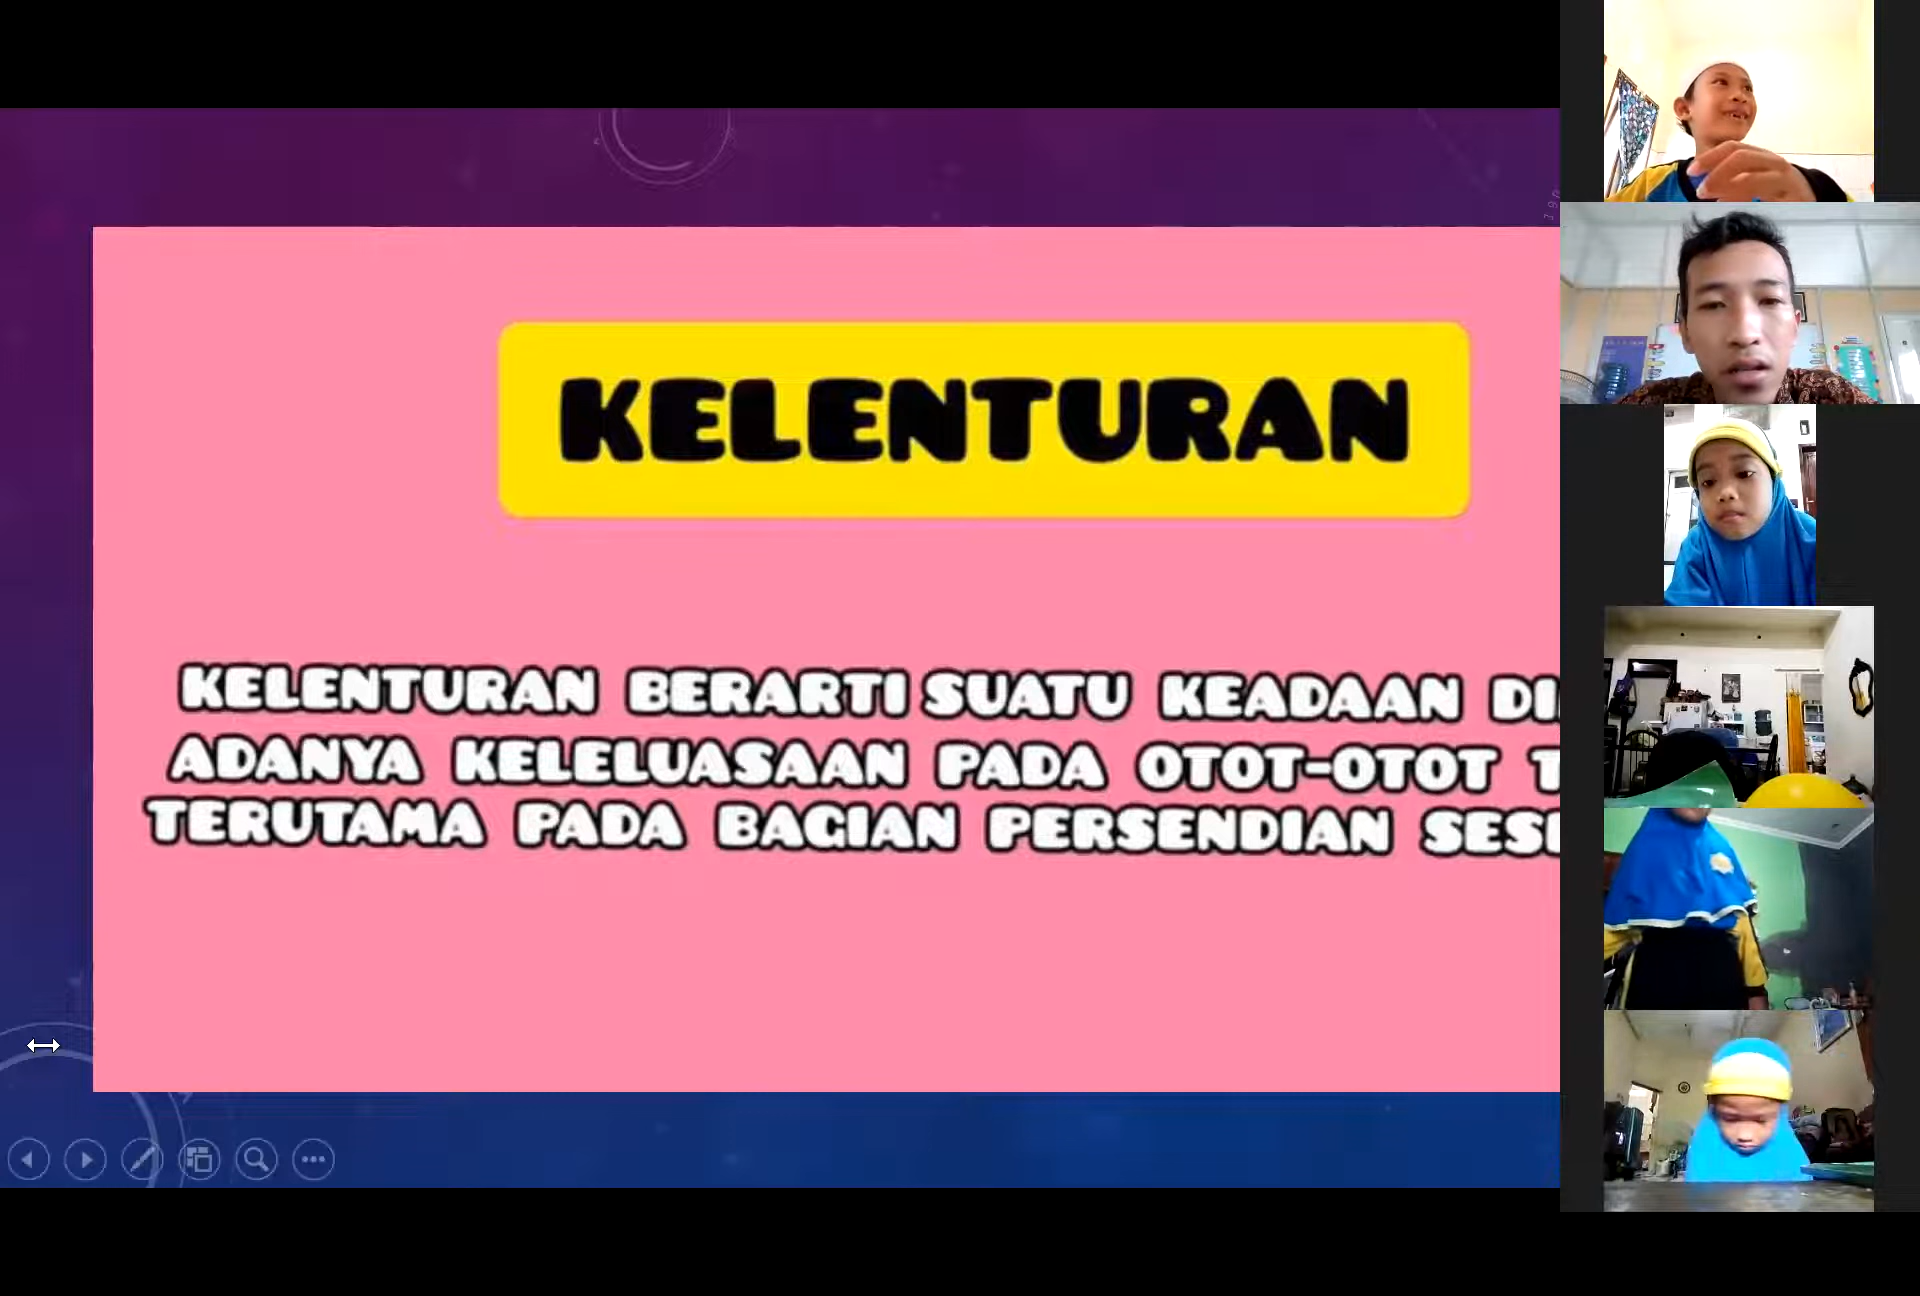 KELENTURAN
KELENTURAN BERARTI SUATU KEADAAN
ADANYA KELELUASAAN PADA OTOT-OTOT
TERUTAMA PADA BAGIAN PERSENDIAN